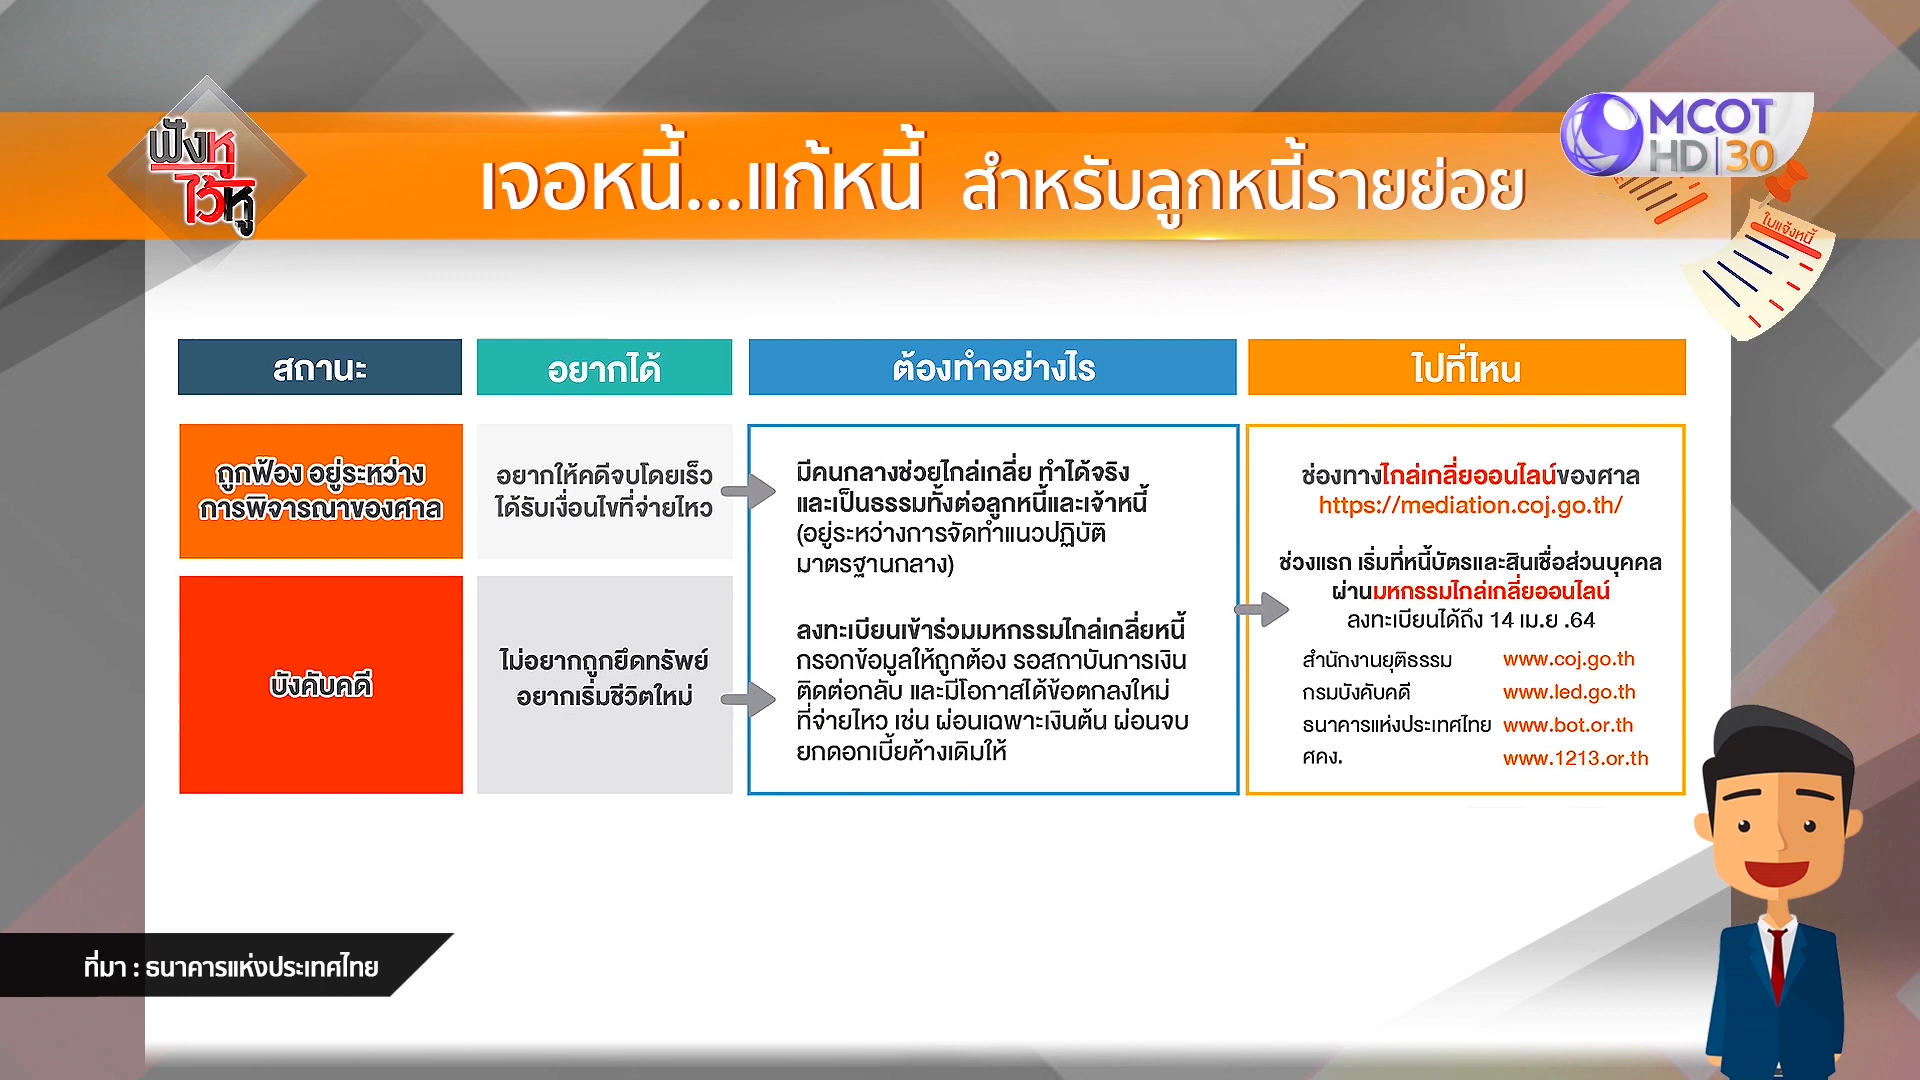 ฟังหู
ไว้หู
เจอหนี้...แก้หนี้ สำหรับลูกหนี้รายย่อย
MCOT
HD|30
ใบแจ้งหนี้
สถานะ
อยากได้
ต้องทำอย่างไร
ไปที่ไหน
ถูกฟ้อง อยู่ระหว่าง
การพิจารณาของศาล
อยากให้คดีจบโดยเร็ว
ได้รับเงื่อนไขที่จ่ายไหว
มีคนกลางช่วยไกล่เกลี่ย ทำได้จริง
และเป็นธรรมทั้งต่อลูกหนี้และเจ้าหนี้
(อยู่ระหว่างการจัดทำแนวปฏิบัติ
มาตรฐานกลาง)
ช่องทางไกล่เกลี่ยออนไลน์ของศาล
https://mediation.coj.go.th/
ช่วงแรก เริ่มที่หนี้บัตรและสินเชื่อส่วนบุคคล
ผ่านมหกรรมไกล่เกลี่ยออนไลน์
ลงทะเบียนได้ถึง 14 เม.ย .64
บังคับคดี
ไม่อยากถูกยึดทรัพย์
อยากเริ่มชีวิตใหม่
ลงทะเบียนเข้าร่วมมหกรรมไกล่เกลี่ยหนี้
กรอกข้อมูลให้ถูกต้อง รอสถาบันการเงิน
ติดต่อกลับ และมีโอกาสได้ข้อตกลงใหม่
ที่จ่ายไหว เช่น ผ่อนเฉพาะเงินต้น ผ่อนจบ
ยกดอกเบี้ยค้างเดิมให้
สำนักงานยุติธรรม www.coj.go.th
กรมบังคับคดี www.led.go.th
ธนาคารแห่งประเทศไทย www.bot.or.th
ศคง. www.1213.or.th
ที่มา : ธนาคารแห่งประเทศไทย